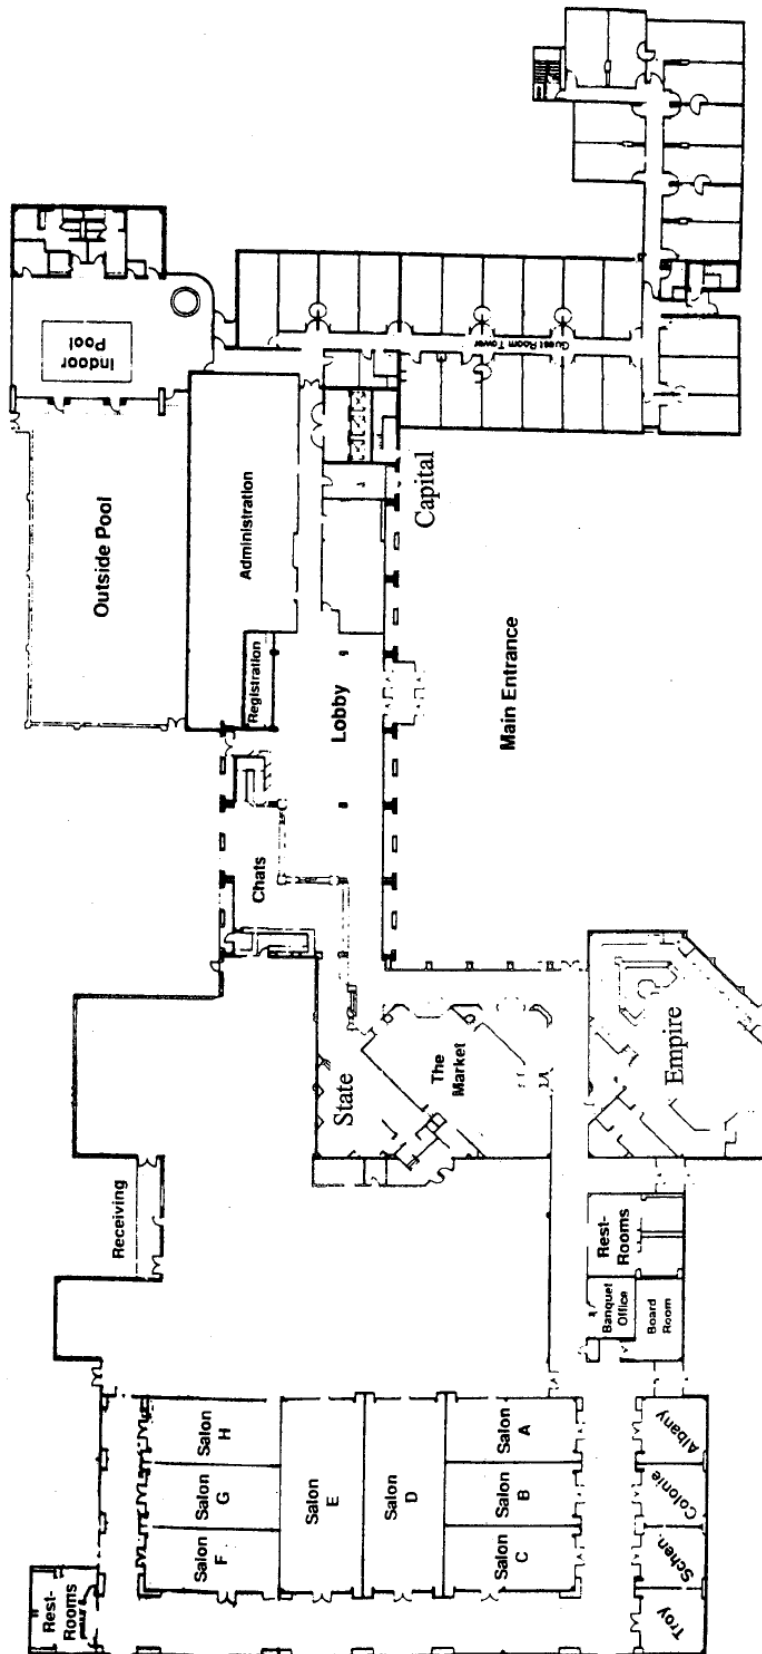 Indoor
Pool
Guest Room Tower
Outside Pool
Administration
Capital
Registration
Lobby
Main Entrance
Chats
State
The
Market
Empire
Receiving
Rest-
Rooms
Banquet
Office
Board
Room
Salon
H
Salon
G
Salon
F
Salon
E
Salon
D
Salon
A
Salon
B
Salon
C
Albany
Colonie
Schen.
Troy
Rest-
Rooms